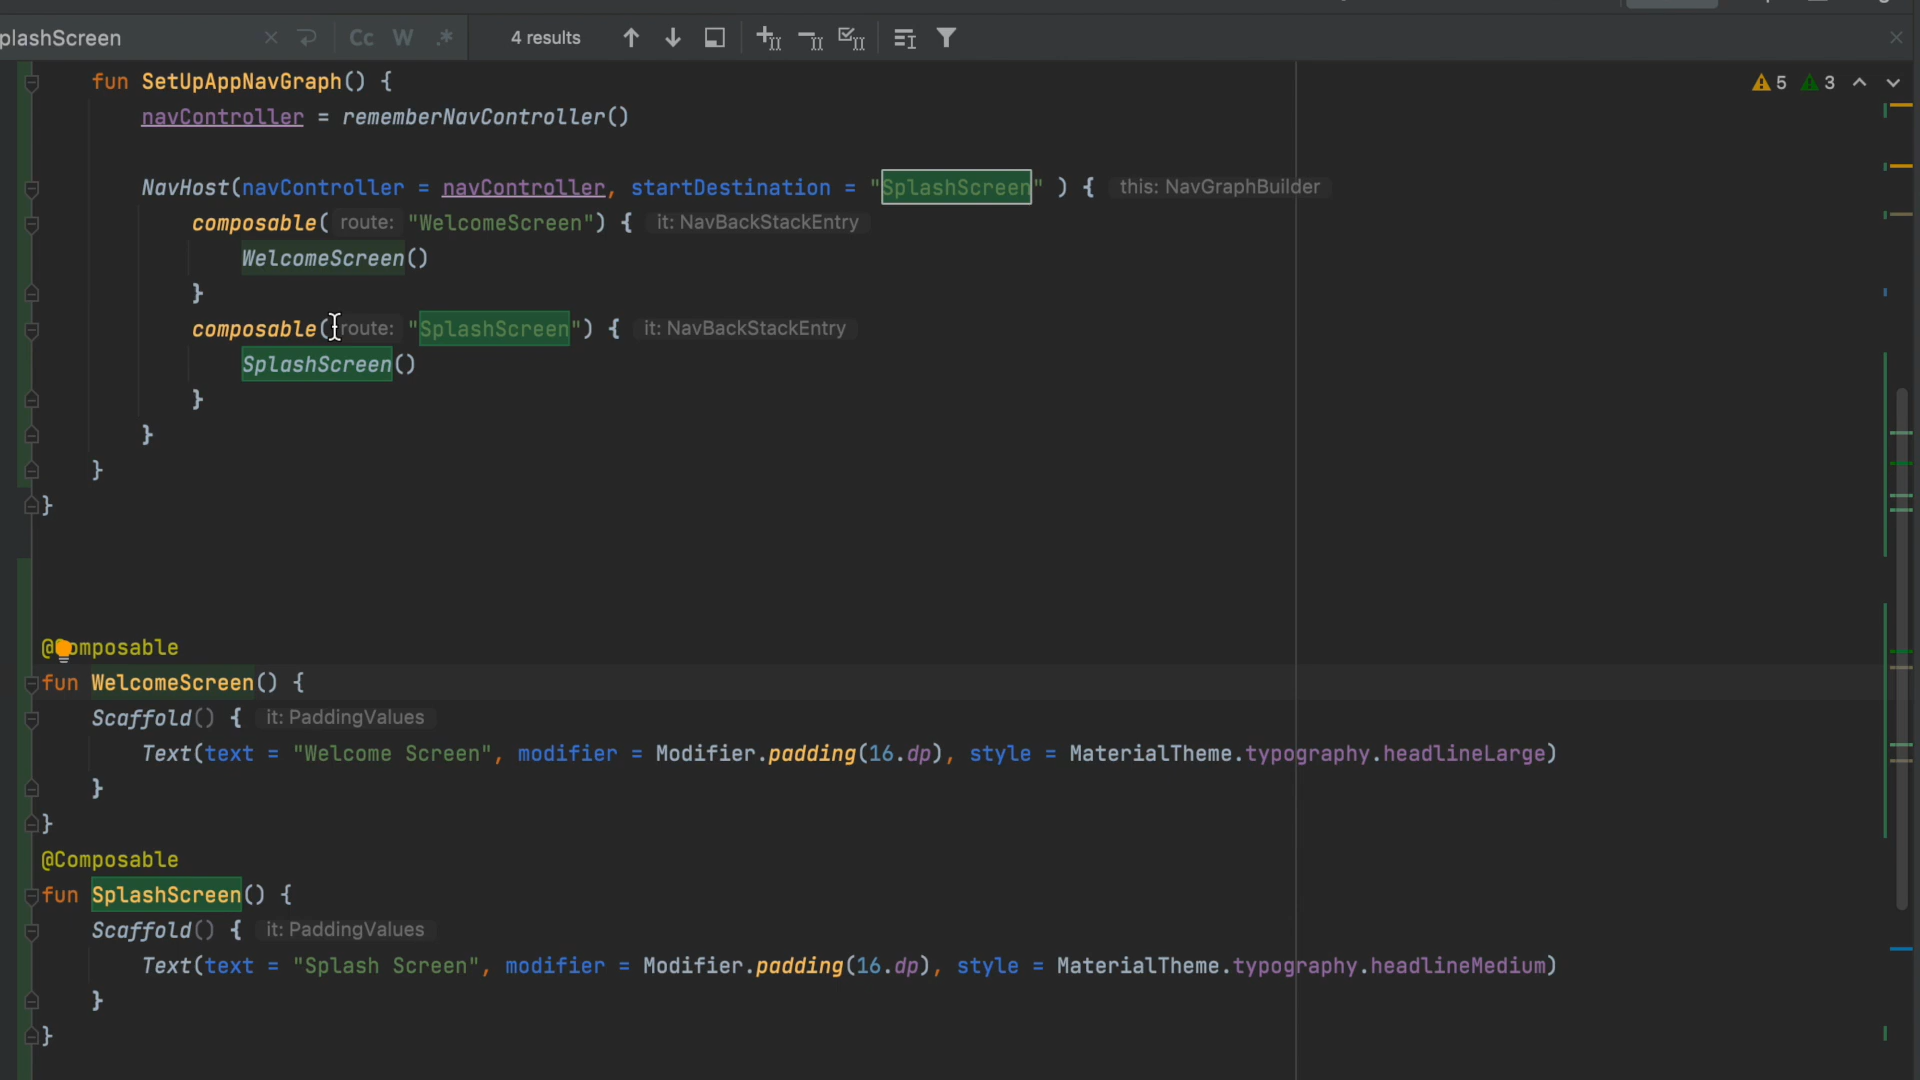 plashScreen Cc W .* 4 results
fun SetUpAppNavGraph() { 5 3
navController = rememberNavController()
NavHost(navController = navController, startDestination = "SplashScreen" ) { this: NavGraphBuilder
composable( route: "WelcomeScreen") { it: NavBackStackEntry
WelcomeScreen()
}
composable( route: "SplashScreen") { it: NavBackStackEntry
SplashScreen()
}
}
}
}
@Composable
fun WelcomeScreen() {
Scaffold() { it: PaddingValues
Text(text = "Welcome Screen", modifier = Modifier.padding(16.dp), style = MaterialTheme.typography.headlineLarge)
}
}
@Composable
fun SplashScreen() {
Scaffold() { it: PaddingValues
Text(text = "Splash Screen", modifier = Modifier.padding(16.dp), style = MaterialTheme.typography.headlineMedium)
}
}